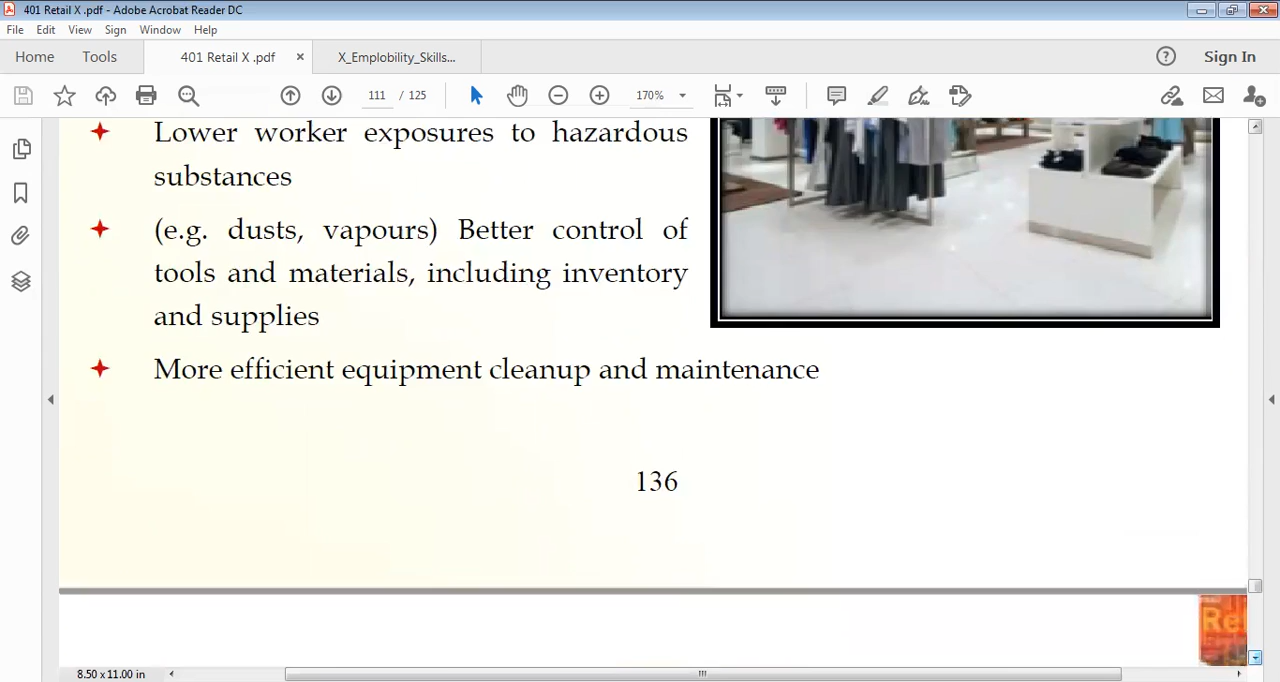 401 Retail X .pdf - Adobe Acrobat Reader DC
File Edit View Sign Window Help
Home Tools 401 Retail X .pdf × X_Emplobility_Skills... Sign In
111 / 125 170%
Lower worker exposures to hazardous
substances
(e.g. dusts, vapours) Better control of
tools and materials, including inventory
and supplies
More efficient equipment cleanup and maintenance
136
8.50 x 11.00 in